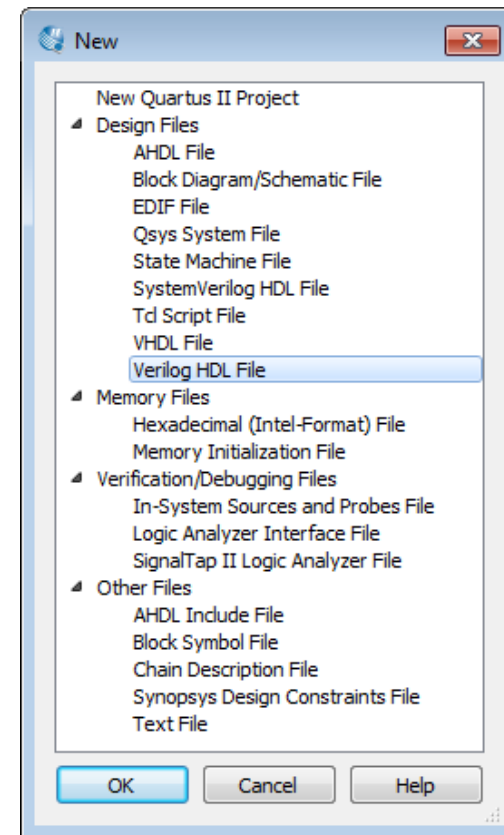 New
New Quartus II Project
Design Files
AHDL File
Block Diagram/Schematic File
EDIF File
Qsys System File
State Machine File
SystemVerilog HDL File
Tcl Script File
VHDL File
Verilog HDL File
Memory Files
Hexadecimal (Intel-Format) File
Memory Initialization File
Verification/Debugging Files
In-System Sources and Probes File
Logic Analyzer Interface File
SignalTap II Logic Analyzer File
Other Files
AHDL Include File
Block Symbol File
Chain Description File
Synopsys Design Constraints File
Text File
OK Cancel Help